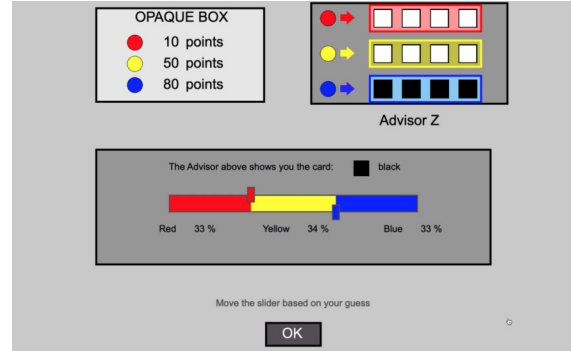 OPAQUE BOX
10 points
50 points
80 points
Advisor Z
The Advisor above shows you the card: black
Red 33 % Yellow 34 % Blue 33 %
Move the slider based on your guess
OK